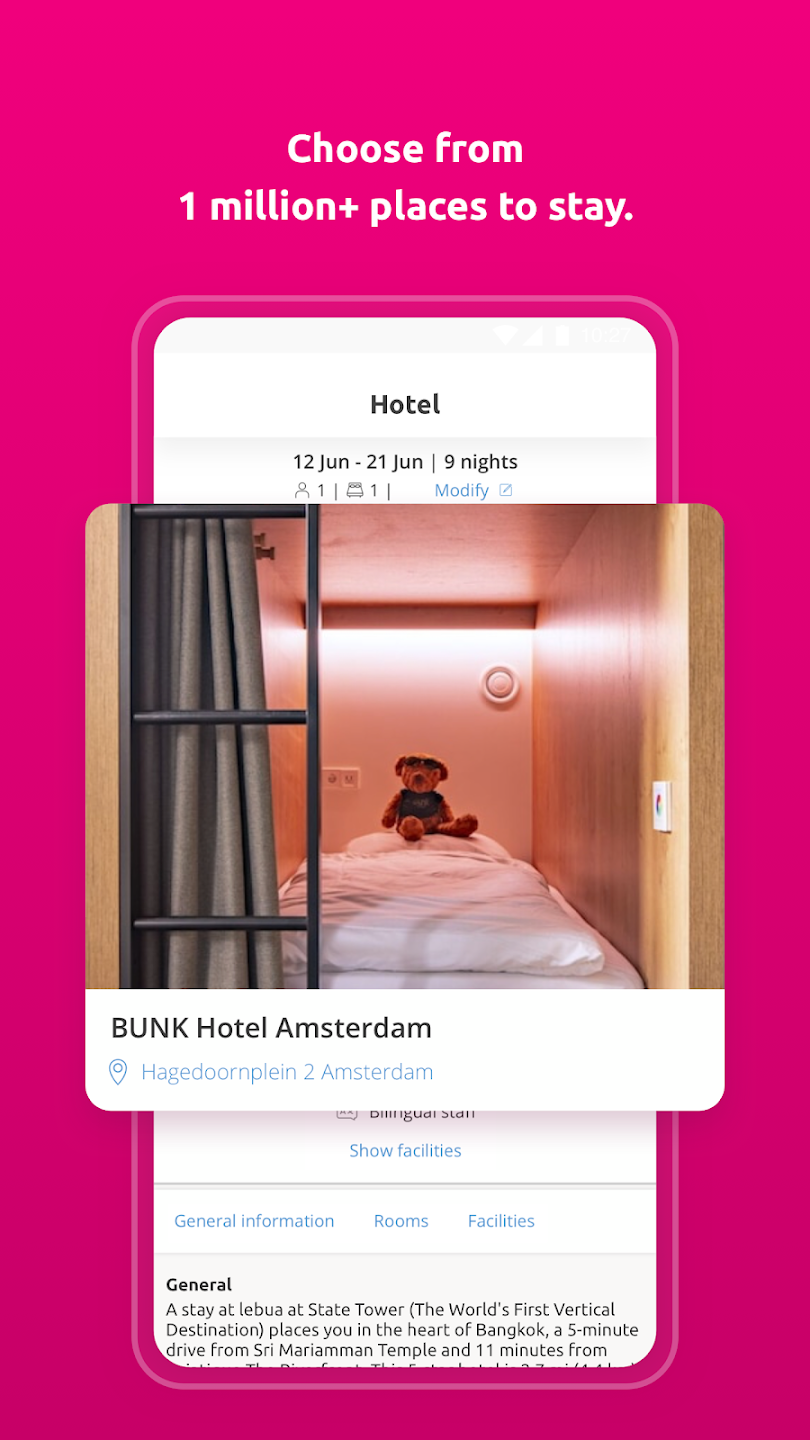 Choose from
1 million+ places to stay.
10:27
Hotel
12 Jun - 21 Jun | 9 nights
1 | 1 | Modify
BUNK Hotel Amsterdam
Hagedoornplein 2 Amsterdam
Bilingual staff
Show facilities
General information Rooms Facilities
General
A stay at lebua at State Tower (The World's First Vertical
Destination) places you in the heart of Bangkok, a 5-minute
drive from Sri Mariamman Temple and 11 minutes from